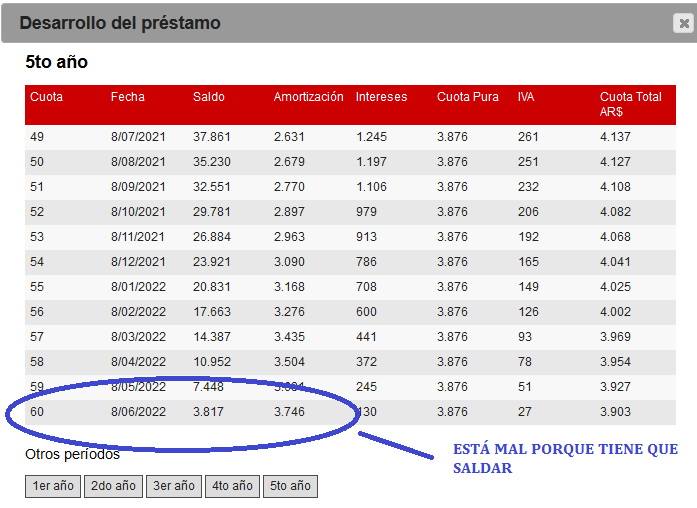 Desarrollo del préstamo
5to año
Cuota Fecha Saldo Amortización Intereses Cuota Pura IVA Cuota Total
AR$
49 8/07/2021 37.861 2.631 1.245 3.876 261 4.137
50 8/08/2021 35.230 2.679 1.197 3.876 251 4.127
51 8/09/2021 32.551 2.770 1.106 3.876 232 4.108
52 8/10/2021 29.781 2.897 979 3.876 206 4.082
53 8/11/2021 26.884 2.963 913 3.876 192 4.068
54 8/12/2021 23.921 3.090 786 3.876 165 4.041
55 8/01/2022 20.831 3.168 708 3.876 149 4.025
56 8/02/2022 17.663 3.276 600 3.876 126 4.002
57 8/03/2022 14.387 3.435 441 3.876 93 3.969
58 8/04/2022 10.952 3.504 372 3.876 78 3.954
59 8/05/2022 7.448 245 3.876 51 3.927
60 8/06/2022 3.817 3.746 130 3.876 27 3.903
ESTÁ MAL PORQUE TIENE QUE
SALDAR
Otros períodos
1er año 2do año 3er año 4to año 5to año